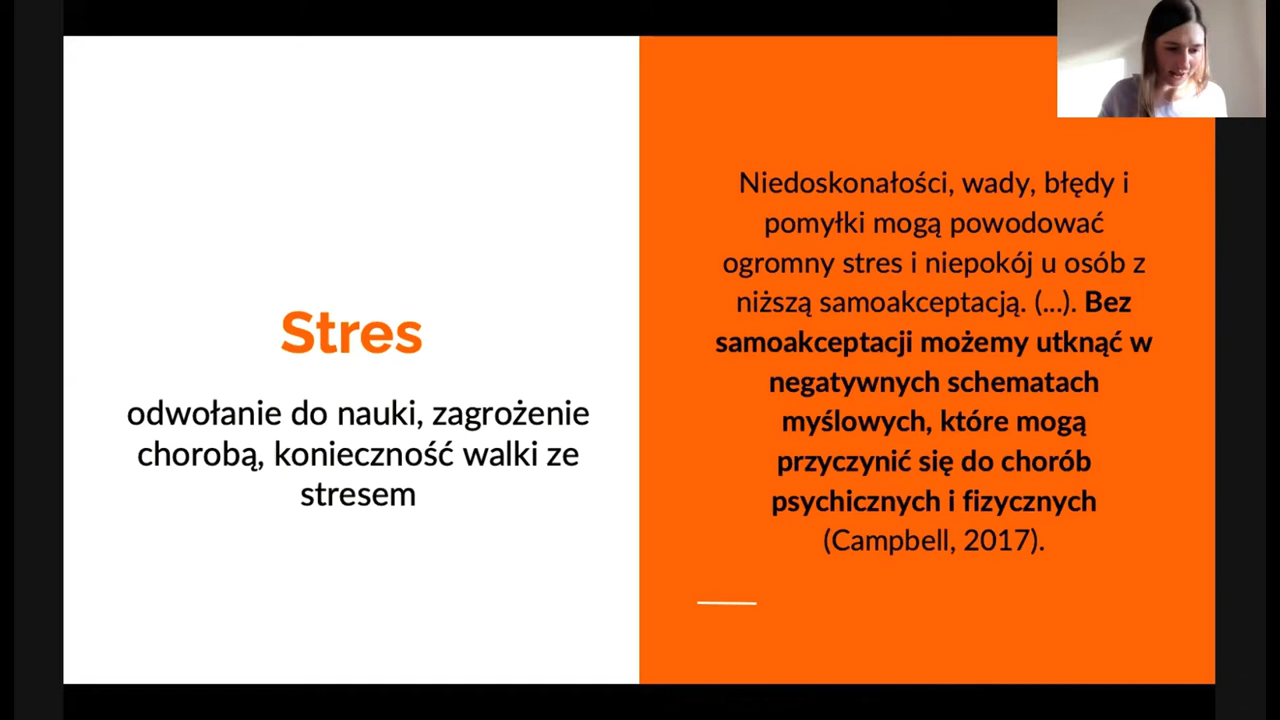 Stres
odwołanie do nauki, zagrożenie
chorobą, konieczność walki ze
stresem
Niedoskonałości, wady, błędy i
pomyłki mogą powodować
ogromny stres i niepokój u osób z
niższą samoakceptacją. (...). Bez
samoakceptacji możemy utknąć w
negatywnych schematach
myślowych, które mogą
przyczynić się do chorób
psychicznych i fizycznych
(Campbell, 2017).